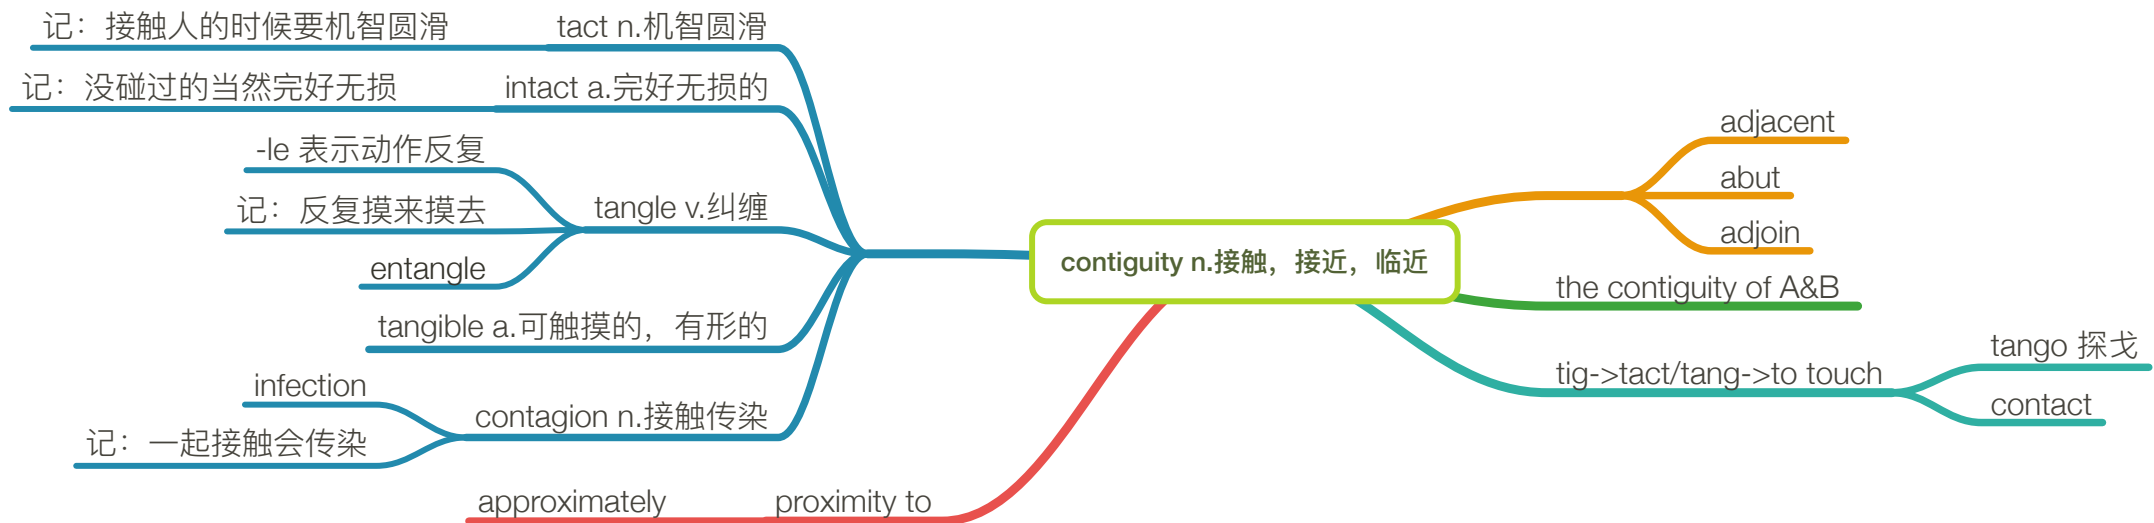 记：接触人的时候要机智圆滑
tact n.机智圆滑
记：没碰过的当然完好无损
intact a.完好无损的
-le 表示动作反复
记：反复摸来摸去
entangle
tangle v.纠缠
tangible a.可触摸的，有形的
infection
记：一起接触会传染
contagion n.接触传染
approximately
proximity to
contiguity n.接触，接近，临近
adjacent
abut
adjoin
the contiguity of A&B
tig->tact/tang->to touch
tango 探戈
contact